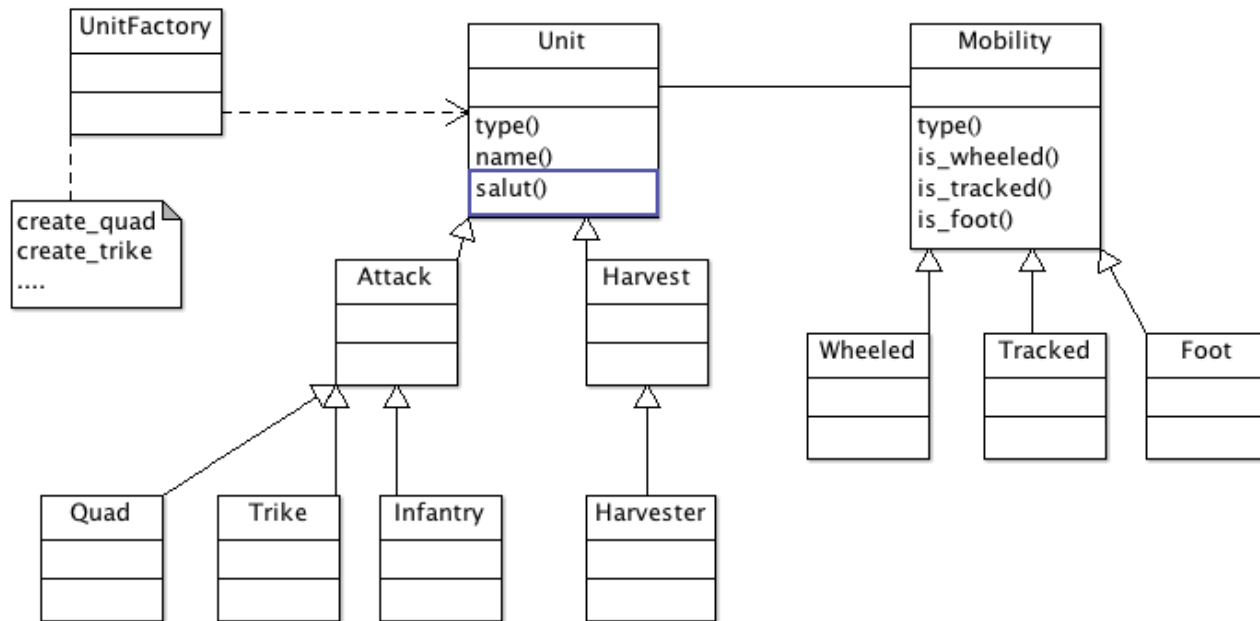 UnitFactory
Unit
Mobility
type()
name()
salut()
type()
is_wheeled()
is_tracked()
is_foot()
create_quad
create_trike
....
Attack
Harvest
Wheeled
Tracked
Foot
Quad
Trike
Infantry
Harvester